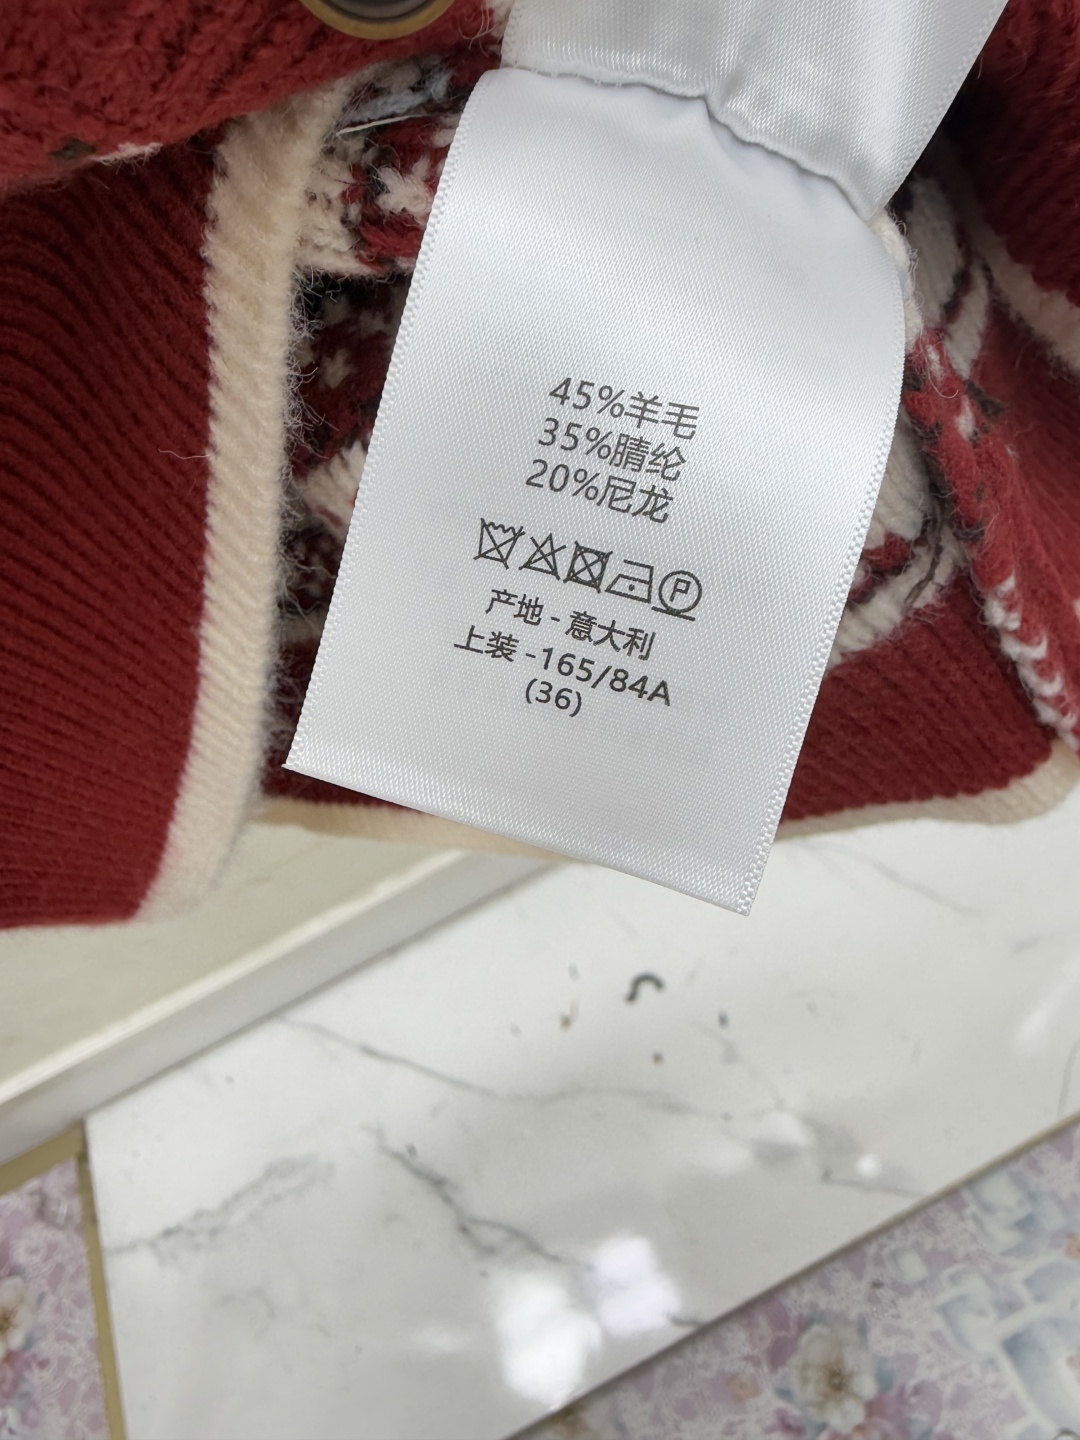 45%羊毛
35%腈纶
20%尼龙
P
产地 - 意大利
上装 -165/84A
(36)